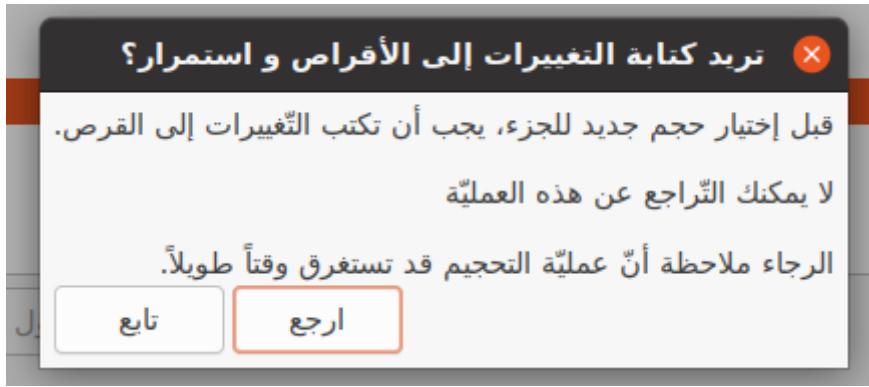 تريد كتابة التغييرات إلى الأقراص و استمرار؟
قبل إختيار حجم جديد للجزء، يجب أن تكتب التّغييرات إلى القرص.
لا يمكنك التّراجع عن هذه العمليّة
الرجاء ملاحظة أنّ عمليّة التحجيم قد تستغرق وقتاً طويلاً.
ارجع
تابع